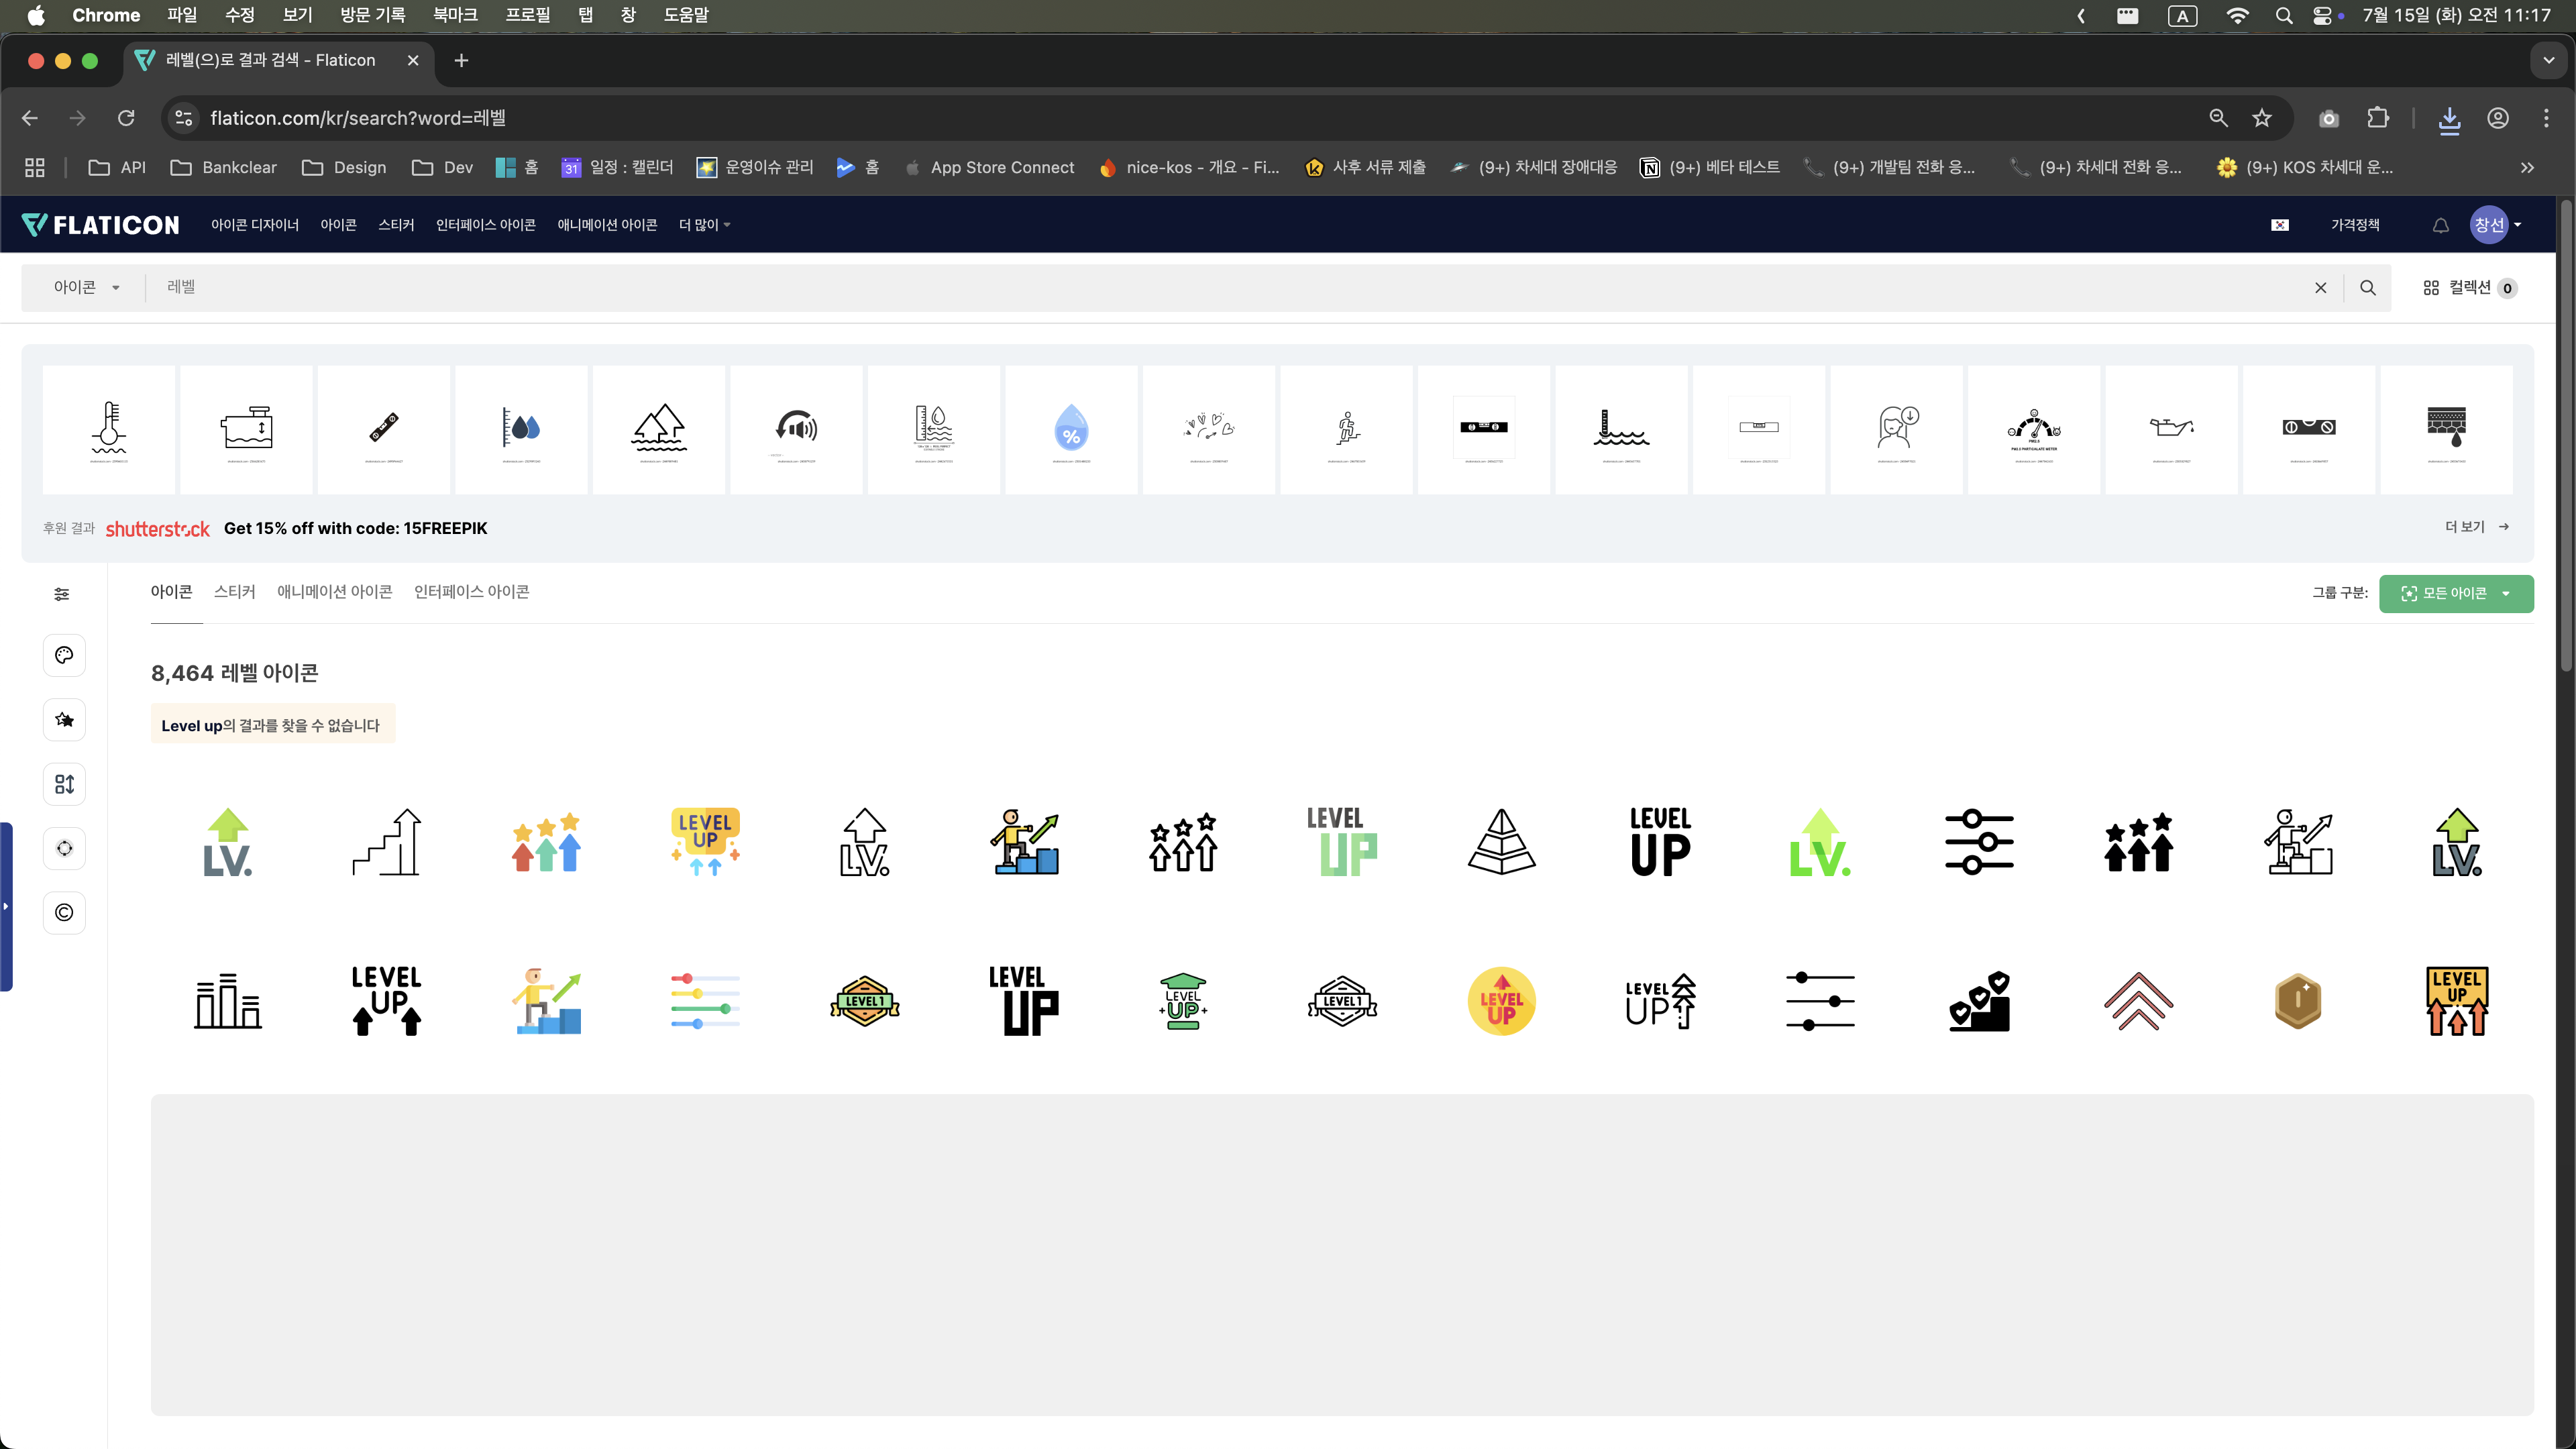 Chrome 파일 수정 보기 방문 기록 북마크 프로필 탭 창 도움말 A 7월 15일 (화) 오전 11:17
레벨(으)로 결과 검색 - Flaticon
flaticon.com/kr/search?word=레벨
API Bankclear Design Dev 홈 31 일정 : 캘린더 운영이슈 관리 홈 App Store Connect nice-kos - 개요 - Fi... 사후 서류 제출 (9+) 차세대 장애대응 (9+) 베타 테스트 (9+) 개발팀 전화 응... (9+) 차세대 전화 응... (9+) KOS 차세대 운...
FLATICON 아이콘 디자이너 아이콘 스티커 인터페이스 아이콘 애니메이션 아이콘 더 많이 가격정책 창선
아이콘 레벨 컬렉션 0
%
PM2.5 PARTICULATE METER
후원 결과 shutterstock Get 15% off with code: 15FREEPIK 더 보기
아이콘 스티커 애니메이션 아이콘 인터페이스 아이콘 그룹 구분: 모든 아이콘
8,464 레벨 아이콘
Level up의 결과를 찾을 수 없습니다
LV. LEVEL UP LV. LEVEL UP LEVEL UP LV. LV.
LEVEL UP LEVEL 1 LEVEL UP LEVEL UP LEVEL 1 LEVEL UP LEVEL UP LEVEL UP